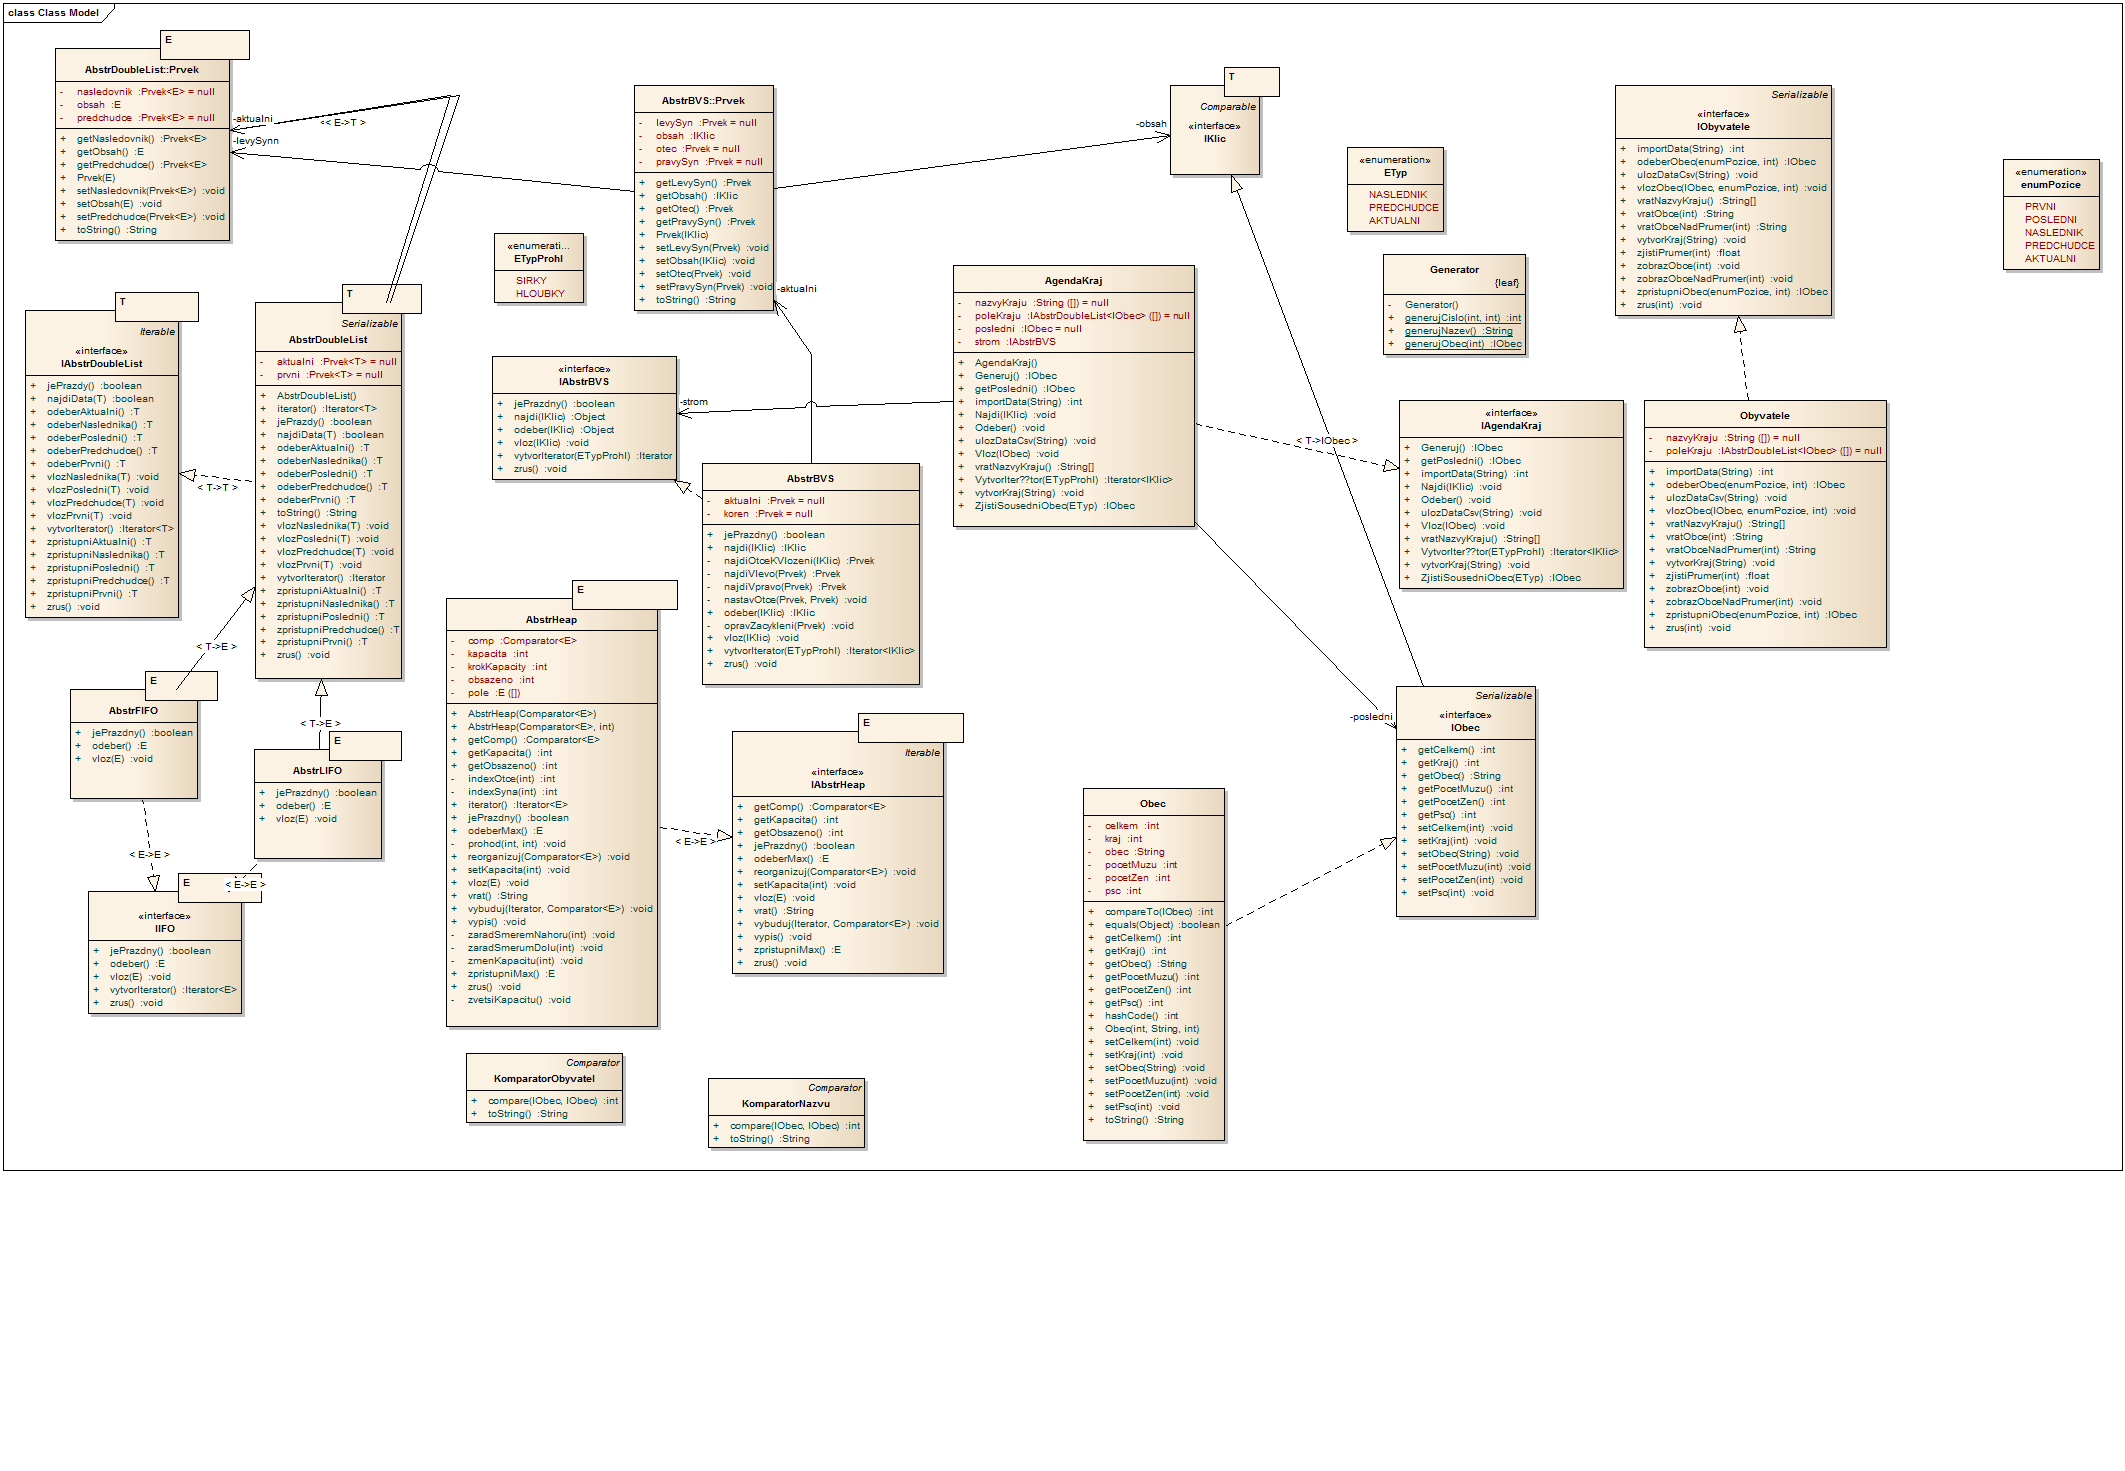 class Class Model
E
AbstrDoubleList::Prvek
- nasledovnik :Prvek<E> = null
- obsah :E
- predchudce :Prvek<E> = null
+ getNasledovnik() :Prvek<E>
+ getObsah() :E
+ getPredchudce() :Prvek<E>
+ Prvek(E)
+ setNasledovnik(Prvek<E>) :void
+ setObsah(E) :void
+ setPredchudce(Prvek<E>) :void
+ toString() :String
-aktualni
<< E->T >
-levySynn
AbstrBVS::Prvek
- levySyn :Prvek = null
- obsah :IKlic
- otec :Prvek = null
- pravySyn :Prvek = null
+ getLevySyn() :Prvek
+ getObsah() :IKlic
+ getOtec() :Prvek
+ getPravySyn() :Prvek
+ Prvek(IKlic)
+ setLevySyn(Prvek) :void
+ setObsah(IKlic) :void
+ setOtec(Prvek) :void
+ setPravySyn(Prvek) :void
+ toString() :String
-aktualni
-obsah
T
Comparable
«interface»
IKlic
«enumeration»
ETyp
NASLEDNIK
PREDCHUDCE
AKTUALNI
Serializable
«interface»
IObyvatele
+ importData(String) :int
+ odeberObec(enumPozice, int) :IObec
+ ulozDataCsv(String) :void
+ vlozObec(IObec, enumPozice, int) :void
+ vratNazvyKraju() :String[]
+ vratObce(int) :String
+ vratObceNadPrumer(int) :String
+ vytvorKraj(String) :void
+ zjistiPrumer(int) :float
+ zobrazObce(int) :void
+ zobrazObceNadPrumer(int) :void
+ zpristupniObec(enumPozice, int) :IObec
+ zrus(int) :void
«enumeration»
enumPozice
PRVNI
POSLEDNI
NASLEDNIK
PREDCHUDCE
AKTUALNI
«enumerati...
ETypProhl
SIRKY
HLOUBKY
Generator
{leaf}
- Generator()
+ generujCislo(int, int) :int
+ generujNazev() :String
+ generujObec(int) :IObec
T
Iterable
«interface»
IAbstrDoubleList
+ jePrazdy() :boolean
+ najdiData(T) :boolean
+ odeberAktualni() :T
+ odeberNaslednika() :T
+ odeberPosledni() :T
+ odeberPredchudce() :T
+ odeberPrvni() :T
+ vlozNaslednika(T) :void
+ vlozPosledni(T) :void
+ vlozPredchudce(T) :void
+ vlozPrvni(T) :void
+ vytvorIterator() :Iterator<T>
+ zpristupniAktualni() :T
+ zpristupniNaslednika() :T
+ zpristupniPosledni() :T
+ zpristupniPredchudce() :T
+ zpristupniPrvni() :T
+ zrus() :void
< T->T >
T
Serializable
AbstrDoubleList
- aktualni :Prvek<T> = null
- prvni :Prvek<T> = null
+ AbstrDoubleList()
+ iterator() :Iterator<T>
+ jePrazdy() :boolean
+ najdiData(T) :boolean
+ odeberAktualni() :T
+ odeberNaslednika() :T
+ odeberPosledni() :T
+ odeberPredchudce() :T
+ odeberPrvni() :T
+ toString() :String
+ vlozNaslednika(T) :void
+ vlozPosledni(T) :void
+ vlozPredchudce(T) :void
+ vlozPrvni(T) :void
+ vytvorIterator() :Iterator
+ zpristupniAktualni() :T
+ zpristupniNaslednika() :T
+ zpristupniPosledni() :T
+ zpristupniPredchudce() :T
+ zpristupniPrvni() :T
+ zrus() :void
«interface»
IAbstrBVS
+ jePrazdny() :boolean
+ najdi(IKlic) :Object
+ odeber(IKlic) :Object
+ vloz(IKlic) :void
+ vytvorIterator(ETypProhl) :Iterator
+ zrus() :void
-strom
AgendaKraj
- nazvyKraju :String ([]) = null
- poleKraju :IAbstrDoubleList<IObec> ([]) = null
- posledni :IObec = null
- strom :IAbstrBVS
+ AgendaKraj()
+ Generuj() :IObec
+ getPosledni() :IObec
+ importData(String) :int
+ Najdi(IKlic) :void
+ Odeber() :void
+ ulozDataCsv(String) :void
+ Vloz(IObec) :void
+ vratNazvyKraju() :String[]
+ VytvorIter??tor(ETypProhl) :Iterator<IKlic>
+ vytvorKraj(String) :void
+ ZjistiSousedniObec(ETyp) :IObec
< T->IObec >
«interface»
IAgendaKraj
+ Generuj() :IObec
+ getPosledni() :IObec
+ importData(String) :int
+ Najdi(IKlic) :void
+ Odeber() :void
+ ulozDataCsv(String) :void
+ Vloz(IObec) :void
+ vratNazvyKraju() :String[]
+ VytvorIter??tor(ETypProhl) :Iterator<IKlic>
+ vytvorKraj(String) :void
+ ZjistiSousedniObec(ETyp) :IObec
Obyvatele
- nazvyKraju :String ([]) = null
- poleKraju :IAbstrDoubleList<IObec> ([]) = null
+ importData(String) :int
+ odeberObec(enumPozice, int) :IObec
+ ulozDataCsv(String) :void
+ vlozObec(IObec, enumPozice, int) :void
+ vratNazvyKraju() :String[]
+ vratObce(int) :String
+ vratObceNadPrumer(int) :String
+ vytvorKraj(String) :void
+ zjistiPrumer(int) :float
+ zobrazObce(int) :void
+ zobrazObceNadPrumer(int) :void
+ zpristupniObec(enumPozice, int) :IObec
+ zrus(int) :void
AbstrBVS
- aktualni :Prvek = null
- koren :Prvek = null
+ jePrazdny() :boolean
+ najdi(IKlic) :IKlic
- najdiOtceKVlozeni(IKlic) :Prvek
- najdiVlevo(Prvek) :Prvek
- najdiVpravo(Prvek) :Prvek
- nastavOtce(Prvek, Prvek) :void
+ odeber(IKlic) :IKlic
- opravZacykleni(Prvek) :void
+ vloz(IKlic) :void
+ vytvorIterator(ETypProhl) :Iterator<IKlic>
+ zrus() :void
< T->E >
E
AbstrFIFO
+ jePrazdny() :boolean
+ odeber() :E
+ vloz(E) :void
< T->E >
E
AbstrLIFO
+ jePrazdny() :boolean
+ odeber() :E
+ vloz(E) :void
< E->E >
E
< E->E >
«interface»
IIFO
+ jePrazdny() :boolean
+ odeber() :E
+ vloz(E) :void
+ vytvorIterator() :Iterator<E>
+ zrus() :void
E
AbstrHeap
- comp :Comparator<E>
- kapacita :int
- krokKapacity :int
- obsazeno :int
- pole :E ([])
+ AbstrHeap(Comparator<E>)
+ AbstrHeap(Comparator<E>, int)
+ getComp() :Comparator<E>
+ getKapacita() :int
+ getObsazeno() :int
- indexOtce(int) :int
- indexSyna(int) :int
+ iterator() :Iterator<E>
+ jePrazdny() :boolean
+ odeberMax() :E
- prohod(int, int) :void
+ reorganizuj(Comparator<E>) :void
+ setKapacita(int) :void
+ vloz(E) :void
+ vrat() :String
+ vybuduj(Iterator, Comparator<E>) :void
+ vypis() :void
- zaradSmeremNahoru(int) :void
- zaradSmerumDolu(int) :void
- zmenKapacitu(int) :void
+ zpristupniMax() :E
+ zrus() :void
- zvetsiKapacitu() :void
< E->E >
E
Iterable
«interface»
IAbstrHeap
+ getComp() :Comparator<E>
+ getKapacita() :int
+ getObsazeno() :int
+ jePrazdny() :boolean
+ odeberMax() :E
+ reorganizuj(Comparator<E>) :void
+ setKapacita(int) :void
+ vloz(E) :void
+ vrat() :String
+ vybuduj(Iterator, Comparator<E>) :void
+ vypis() :void
+ zpristupniMax() :E
+ zrus() :void
-posledni
Serializable
«interface»
IObec
+ getCelkem() :int
+ getKraj() :int
+ getObec() :String
+ getPocetMuzu() :int
+ getPocetZen() :int
+ getPsc() :int
+ setCelkem(int) :void
+ setKraj(int) :void
+ setObec(String) :void
+ setPocetMuzu(int) :void
+ setPocetZen(int) :void
+ setPsc(int) :void
Obec
- celkem :int
- kraj :int
- obec :String
- pocetMuzu :int
- pocetZen :int
- psc :int
+ compareTo(IObec) :int
+ equals(Object) :boolean
+ getCelkem() :int
+ getKraj() :int
+ getObec() :String
+ getPocetMuzu() :int
+ getPocetZen() :int
+ getPsc() :int
+ hashCode() :int
+ Obec(int, String, int)
+ setCelkem(int) :void
+ setKraj(int) :void
+ setObec(String) :void
+ setPocetMuzu(int) :void
+ setPocetZen(int) :void
+ setPsc(int) :void
+ toString() :String
Comparator
KomparatorObyvatel
+ compare(IObec, IObec) :int
+ toString() :String
Comparator
KomparatorNazvu
+ compare(IObec, IObec) :int
+ toString() :String